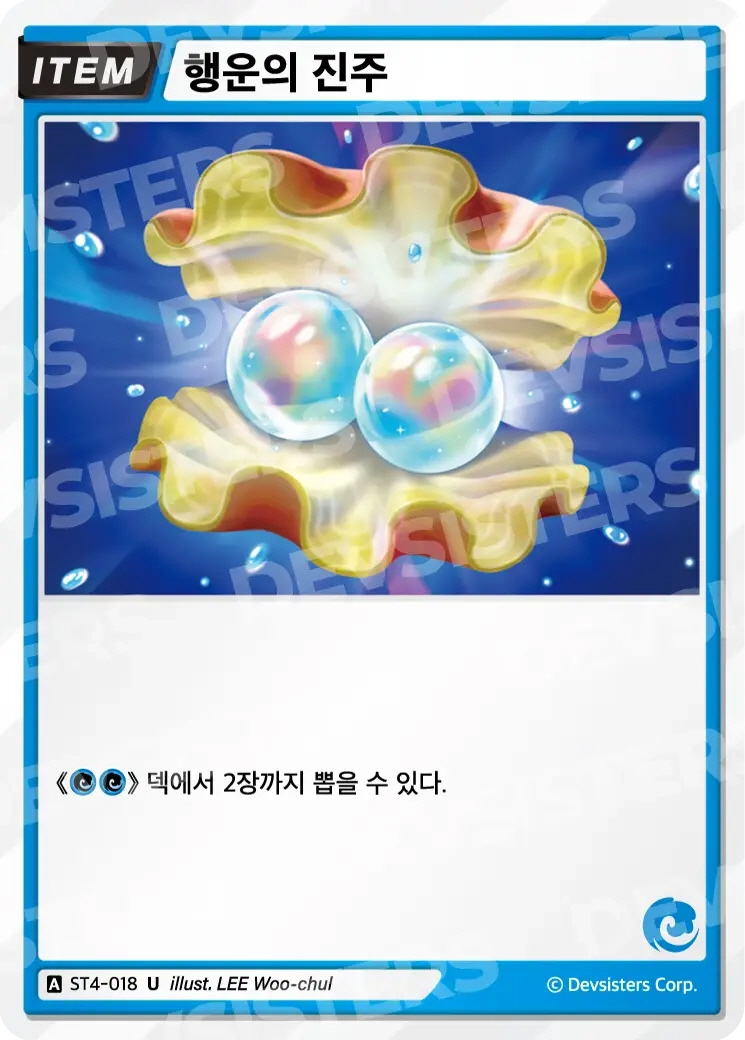 ITEM
행운의 진주
《》 덱에서 2장까지 뽑을 수 있다.
A ST4-018 U illust. LEE Woo-chul
© Devsisters Corp.
DEVSISTERS